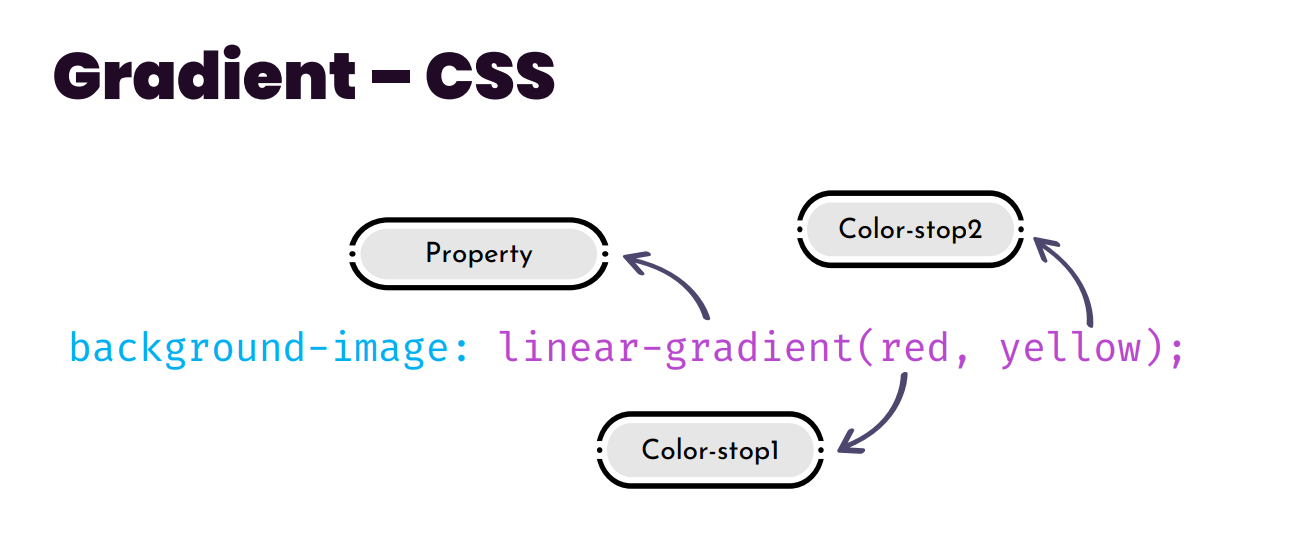 Gradient – CSS
Color-stop2
Property
background-image: linear-gradient(red, yellow);
Color-stop1